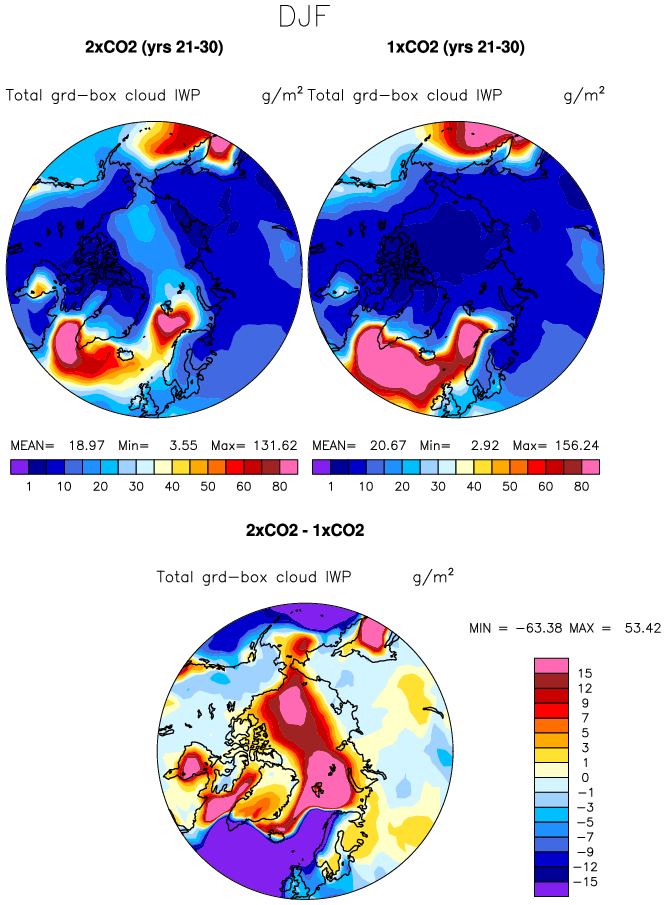 DJF
2xCO2 (yrs 21-30) 1xCO2 (yrs 21-30)
Total grd-box cloud IWP g/m² Total grd-box cloud IWP g/m²
MEAN= 18.97 Min= 3.55 Max= 131.62 MEAN= 20.67 Min= 2.92 Max= 156.24
1 10 20 30 40 50 60 80 1 10 20 30 40 50 60 80
2xCO2 - 1xCO2
Total grd-box cloud IWP g/m²
MIN = -63.38 MAX = 53.42
15
12
9
7
5
3
1
0
-1
-3
-5
-7
-9
-12
-15